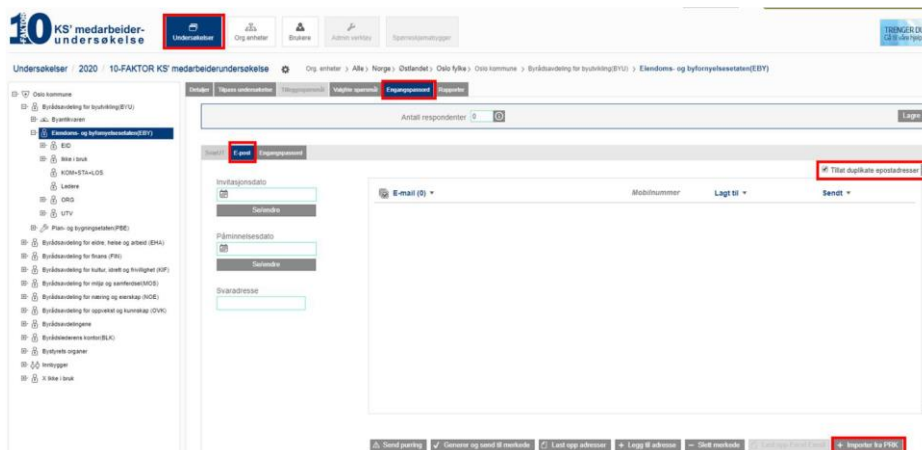 10 FAKTOR KS' medarbeider-
undersøkelse
Undersøkelser
Org.enheter
Brukere
Admin verktøy
Spørreskjemabygger
TRENGER DU
Undersøkelser / 2020 / 10-FAKTOR KS' medarbeiderundersøkelse
Org. enheter > Alle > Norge > Østlandet > Oslo fylke > Oslo kommune > Byrådsavdeling for byutvikling(BYU) > Eiendoms- og byfornyelsesetaten(EBY)
Detaljer Tilpass undersøkelse Tilleggsspørsmål Valgfrie spørsmål Engangspassord Rapporter
Oslo kommune
Byrådsavdeling for byutvikling(BYU)
Byantikvaren
Eiendoms- og byfornyelsesetaten(EBY)
EID
Ikke i bruk
KOM+STA+LOS
Ledere
ORG
UTV
Plan- og bygningsetaten(PBE)
Byrådsavdeling for eldre, helse og arbeid (EHA)
Byrådsavdeling for finans (FIN)
Byrådsavdeling for kultur, idrett og frivillighet (KIF)
Byrådsavdeling for miljø og samferdsel(MOS)
Byrådsavdeling for næring og eierskap (NOE)
Byrådsavdeling for oppvekst og kunnskap (OVK)
Byrådsavdelingene
Byrådslederens kontor(BLK)
Bystyrets organer
Innbygger
X Ikke i bruk
Antall respondenter 0
Lagre
E-post Engangspassord
Tillat duplikate epostadresser
Invitasjonsdato
Se/endre
Påminnelsesdato
Se/endre
Svaradresse
E-mail (0) Mobilnummer Lagt til Sendt
Send purring Generer og send til merkede Last opp adresser + Legg til adresse − Slett merkede + Importer fra PRK